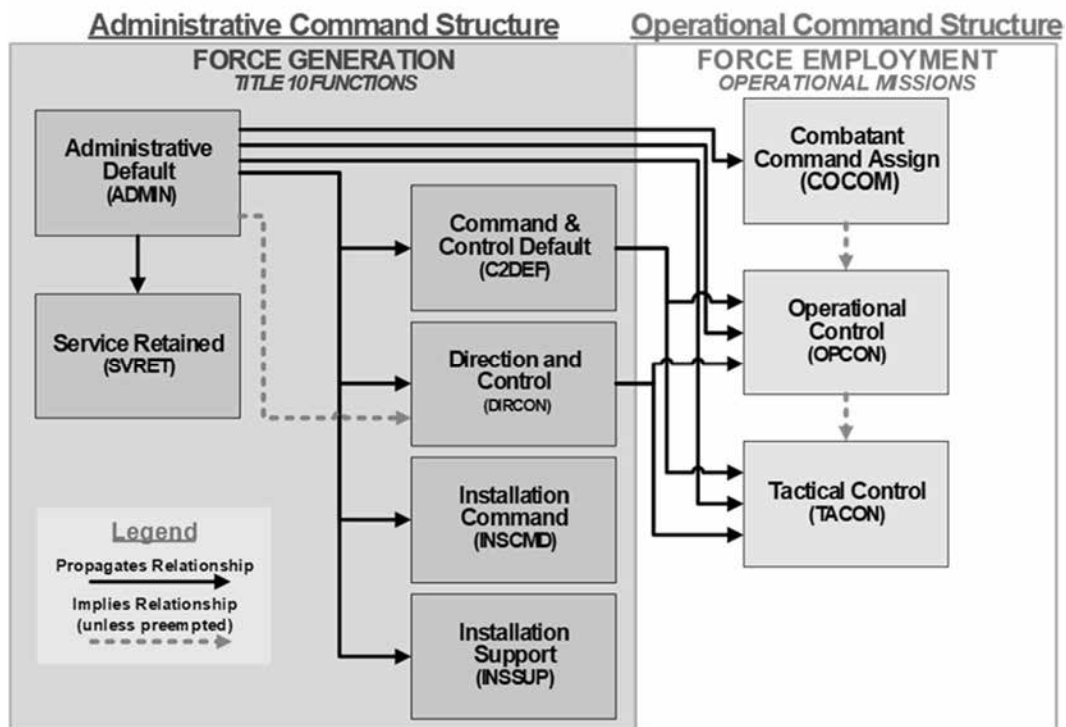 Administrative Command Structure
FORCE GENERATION
TITLE 10 FUNCTIONS
Administrative
Default
(ADMIN)
Service Retained
(SVRET)
Command &
Control Default
(C2DEF)
Direction and
Control
(DIRCON)
Installation
Command
(INSCMD)
Installation
Support
(INSSUP)
Legend
Propagates Relationship
Implies Relationship
(unless preempted)
Operational Command Structure
FORCE EMPLOYMENT
OPERATIONAL MISSIONS
Combatant
Command Assign
(COCOM)
Operational
Control
(OPCON)
Tactical Control
(TACON)